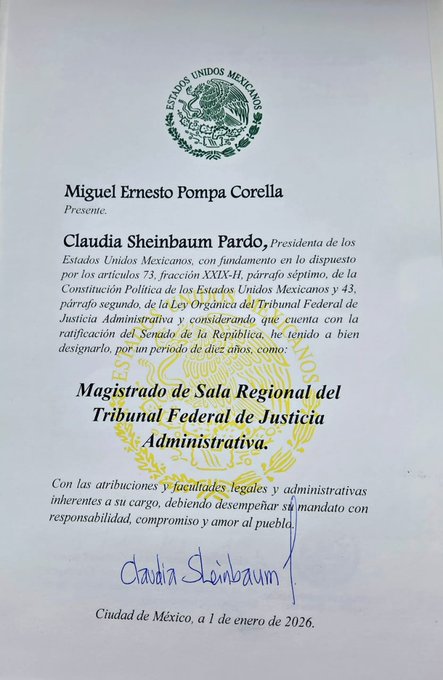 ESTADOS UNIDOS MEXICANOS
Miguel Ernesto Pompa Corella
Presente.
Claudia Sheinbaum Pardo, Presidenta de los
Estados Unidos Mexicanos, con fundamento en lo dispuesto
por los artículos 73, fracción XXIX-H, párrafo séptimo, de la
Constitución Política de los Estados Unidos Mexicanos y 43,
párrafo segundo, de la Ley Orgánica del Tribunal Federal de
Justicia Administrativa y considerando que cuenta con la
ratificación del Senado de la República, he tenido a bien
designarlo, por un periodo de diez años, como:
Magistrado de Sala Regional del
Tribunal Federal de Justicia
Administrativa.
Con las atribuciones y facultades legales y administrativas
inherentes a su cargo, debiendo desempeñar su mandato con
responsabilidad, compromiso y amor al pueblo.
Claudia Sheinbaum P.
Ciudad de México, a 1 de enero de 2026.